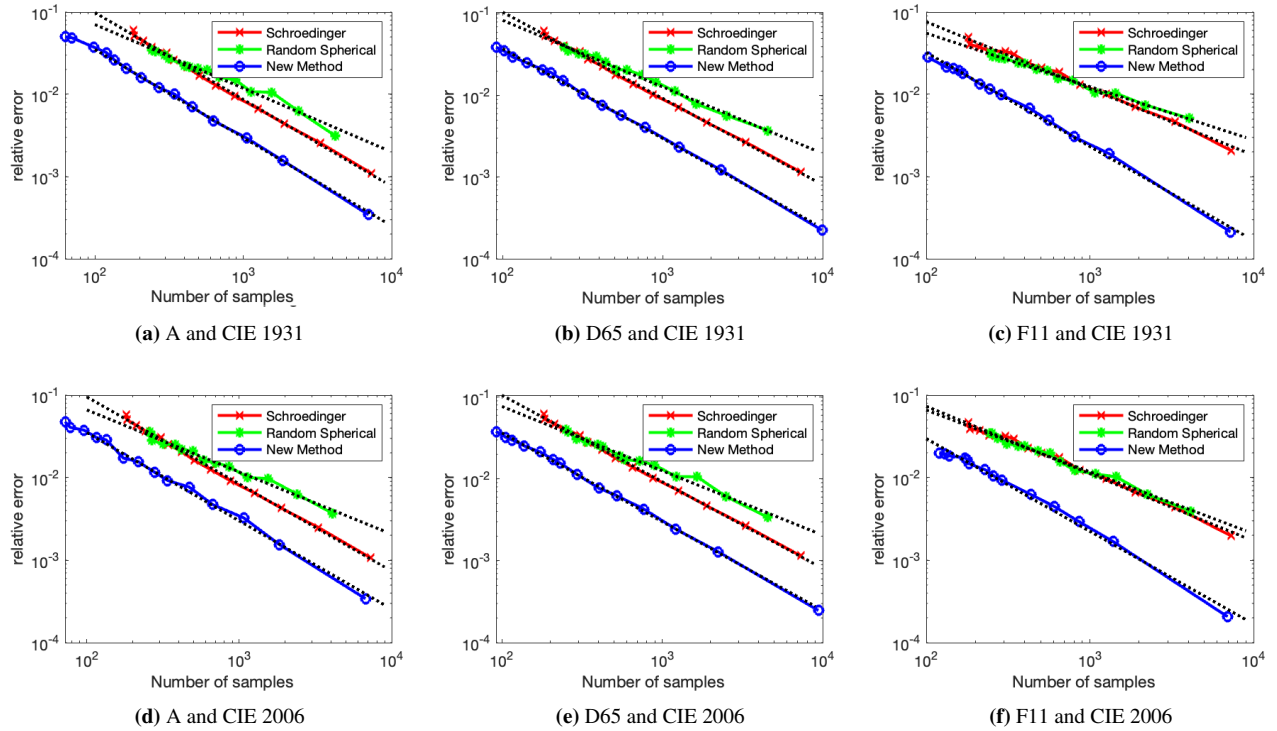 10^-1
10^-2
10^-3
10^-4
relative error
Schroedinger
Random Spherical
New Method
10^2
10^3
10^4
Number of samples
(a) A and CIE 1931
10^-1
10^-2
10^-3
10^-4
relative error
Schroedinger
Random Spherical
New Method
10^2
10^3
10^4
Number of samples
(b) D65 and CIE 1931
10^-1
10^-2
10^-3
10^-4
relative error
Schroedinger
Random Spherical
New Method
10^2
10^3
10^4
Number of samples
(c) F11 and CIE 1931
10^-1
10^-2
10^-3
10^-4
relative error
Schroedinger
Random Spherical
New Method
10^2
10^3
10^4
Number of samples
(d) A and CIE 2006
10^-1
10^-2
10^-3
10^-4
relative error
Schroedinger
Random Spherical
New Method
10^2
10^3
10^4
Number of samples
(e) D65 and CIE 2006
10^-1
10^-2
10^-3
10^-4
relative error
Schroedinger
Random Spherical
New Method
10^2
10^3
10^4
Number of samples
(f) F11 and CIE 2006